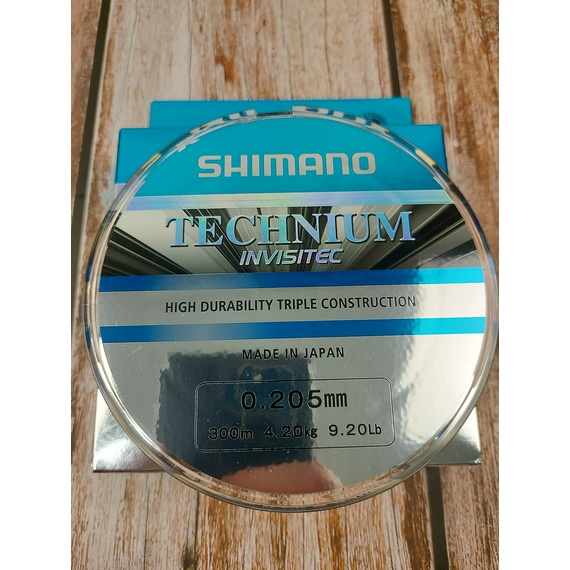 SHIMANO
TECHNIUM
INVISITEC
HIGH DURABILITY TRIPLE CONSTRUCTION
MADE IN JAPAN
0.205mm
300m 4.20kg 9.20Lb